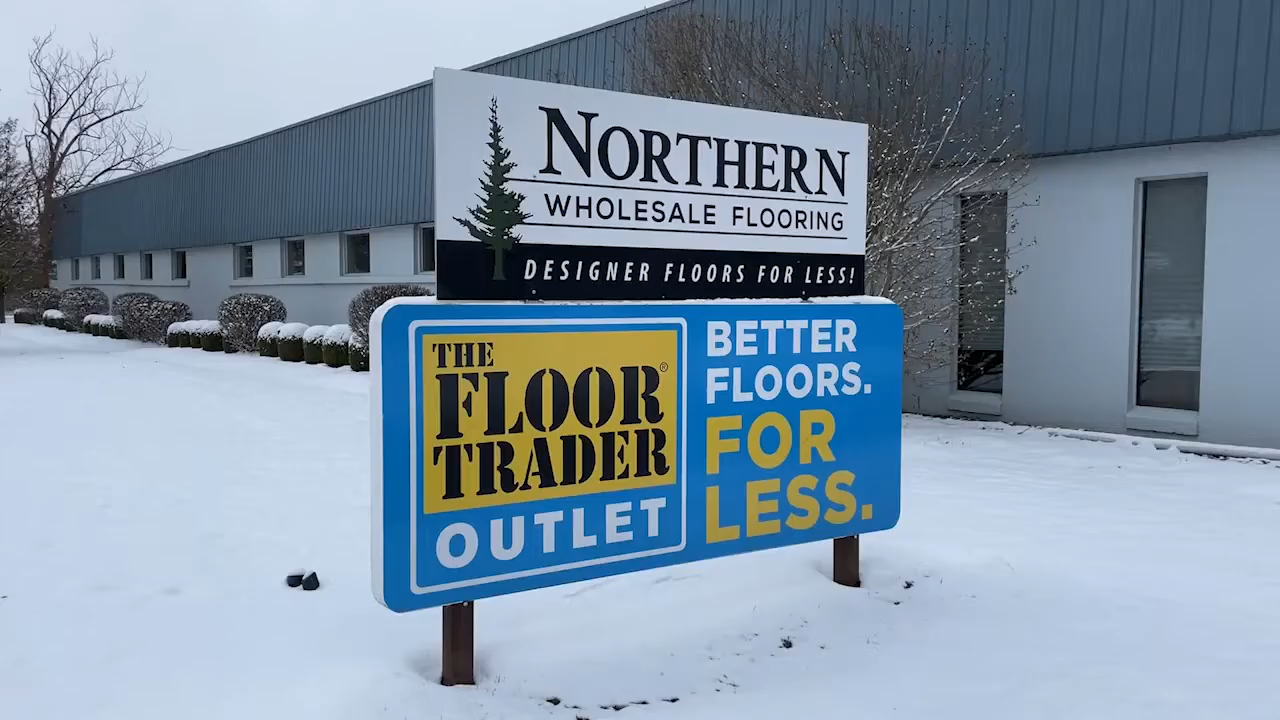 NORTHERN
WHOLESALE FLOORING
DESIGNER FLOORS FOR LESS!
THE
FLOOR®
TRADER
OUTLET
BETTER
FLOORS.
FOR
LESS.